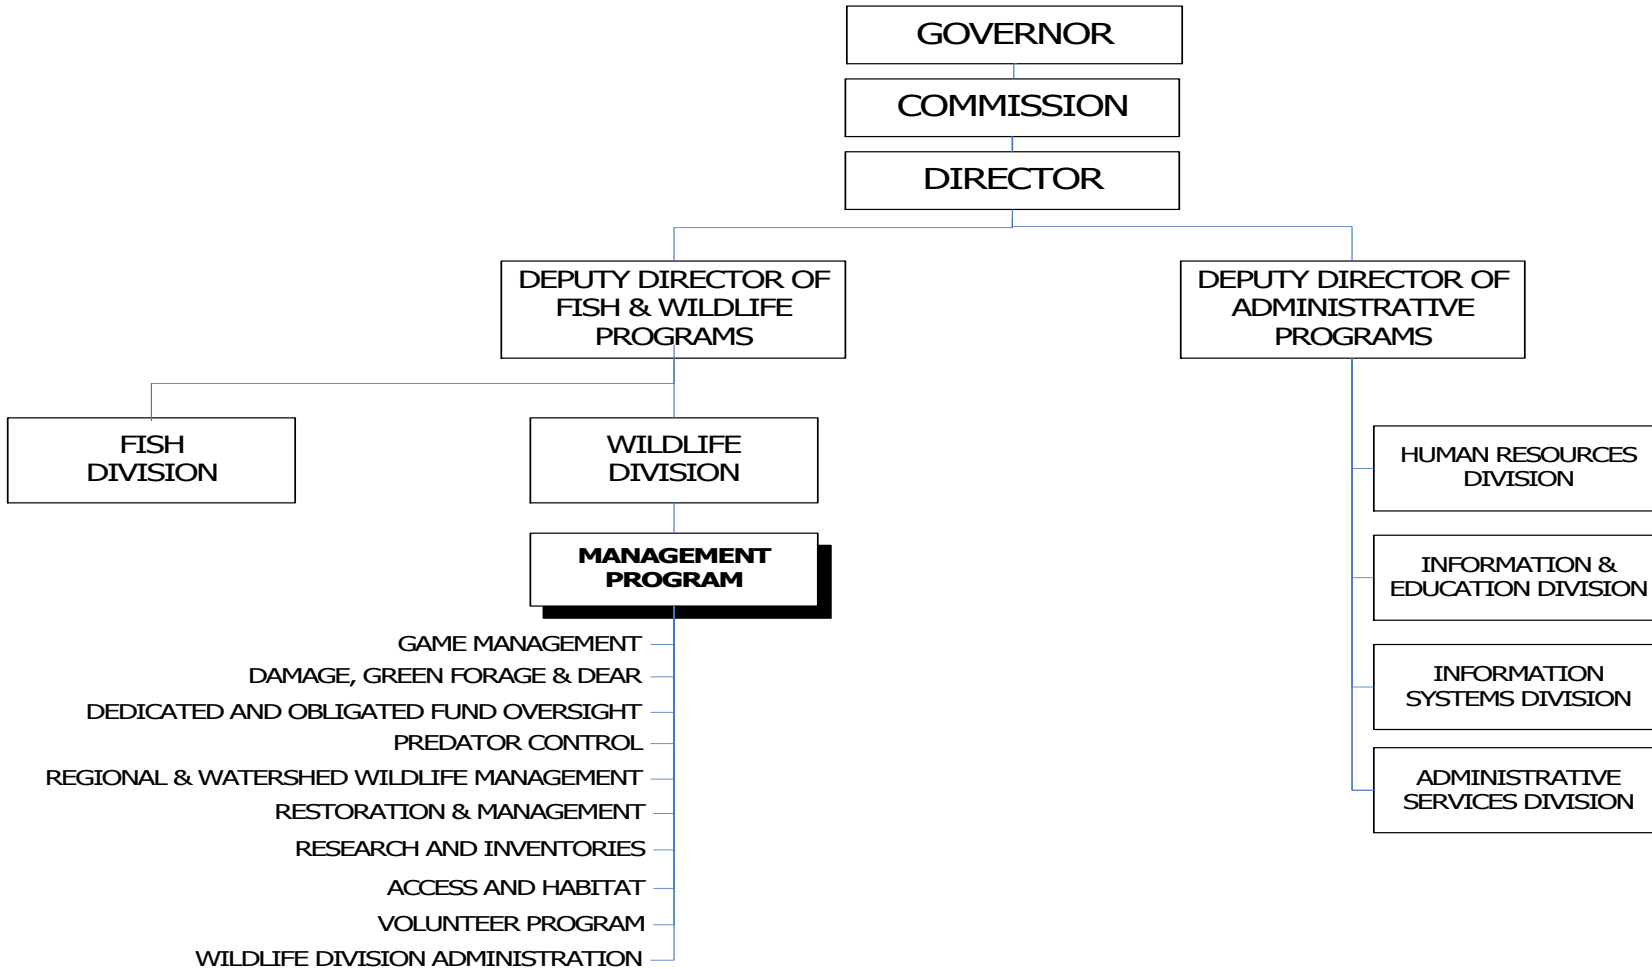 GOVERNOR
COMMISSION
DIRECTOR
DEPUTY DIRECTOR OF
FISH & WILDLIFE
PROGRAMS
DEPUTY DIRECTOR OF
ADMINISTRATIVE
PROGRAMS
FISH
DIVISION
WILDLIFE
DIVISION
MANAGEMENT
PROGRAM
GAME MANAGEMENT
DAMAGE, GREEN FORAGE & DEAR
DEDICATED AND OBLIGATED FUND OVERSIGHT
PREDATOR CONTROL
REGIONAL & WATERSHED WILDLIFE MANAGEMENT
RESTORATION & MANAGEMENT
RESEARCH AND INVENTORIES
ACCESS AND HABITAT
VOLUNTEER PROGRAM
WILDLIFE DIVISION ADMINISTRATION
HUMAN RESOURCES
DIVISION
INFORMATION &
EDUCATION DIVISION
INFORMATION
SYSTEMS DIVISION
ADMINISTRATIVE
SERVICES DIVISION